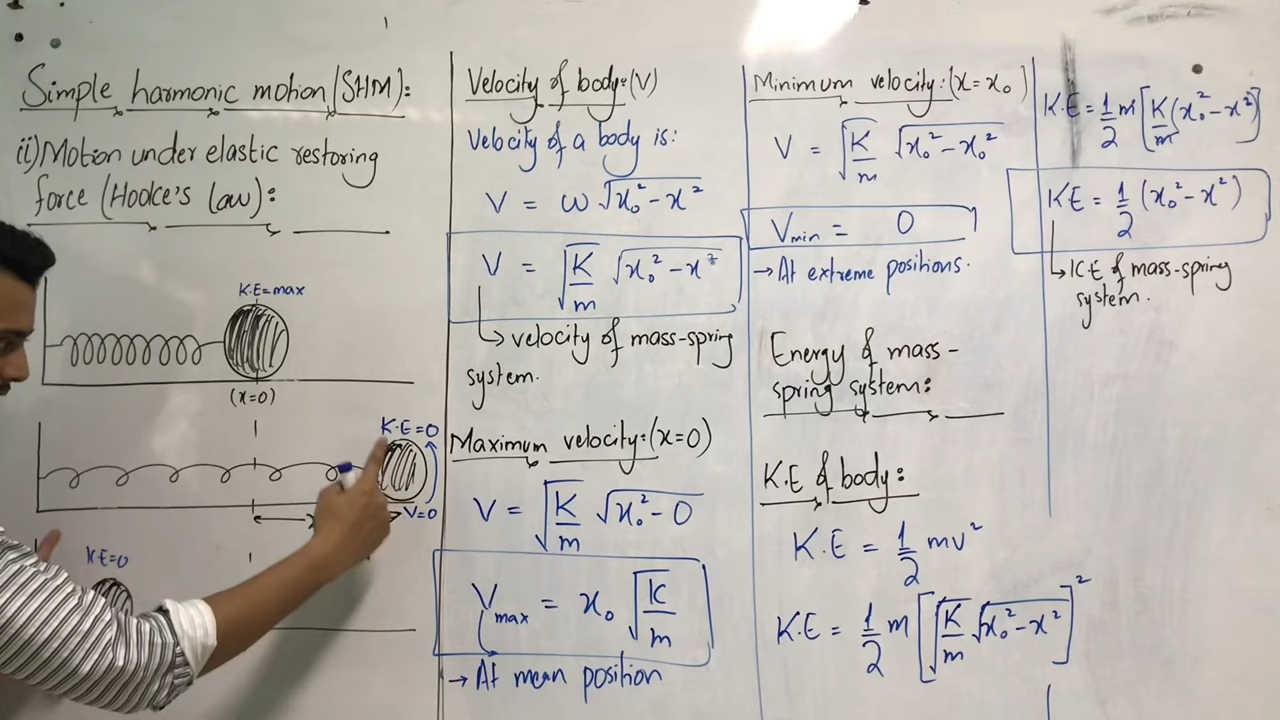 Simple harmonic motion (SHM):
ii) Motion under elastic restoring
force (Hooke's law):
K.E=max
(x=0)
K.E=0
V=0
K.E=0
Velocity of body:(V)
Velocity of a body is:
V = ω √x₀² - x²
V = √K/m √x₀² - x²
↳ velocity of mass-spring
system.
Maximum velocity:(x=0)
V = √K/m √x₀² - 0
Vmax = x₀ √K/m
→ At mean position
Minimum velocity:(x=x₀)
V = √K/m √x₀² - x₀²
Vmin = 0
→ At extreme positions.
Energy of mass-
spring system:
K.E of body:
K.E = 1/2 mv²
K.E = 1/2 m [√K/m √x₀² - x²]²
K.E = 1/2 m [K/m (x₀² - x²)]
KE = 1/2 (x₀² - x²)
↳ K.E of mass-spring
system.